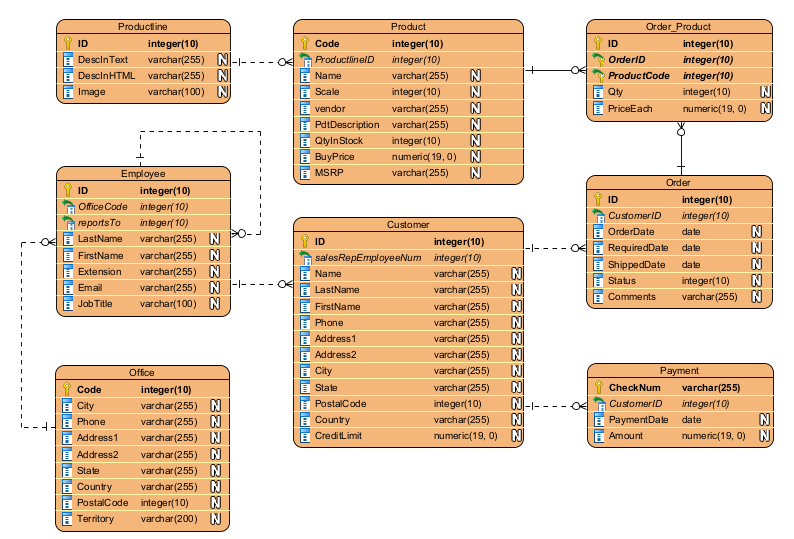 Productline
ID integer(10)
DescInText varchar(255) N
DescInHTML varchar(255) N
Image varchar(100) N
Product
Code integer(10)
ProductlineID integer(10)
Name varchar(255) N
Scale integer(10) N
vendor varchar(255) N
PdtDescription varchar(255) N
QtyInStock integer(10) N
BuyPrice numeric(19, 0) N
MSRP varchar(255) N
Order_Product
ID integer(10)
OrderID integer(10)
ProductCode integer(10)
Qty integer(10) N
PriceEach numeric(19, 0) N
Employee
ID integer(10)
OfficeCode integer(10)
reportsTo integer(10)
LastName varchar(255) N
FirstName varchar(255) N
Extension varchar(255) N
Email varchar(255) N
JobTitle varchar(100) N
Customer
ID integer(10)
salesRepEmployeeNum integer(10)
Name varchar(255) N
LastName varchar(255) N
FirstName varchar(255) N
Phone varchar(255) N
Address1 varchar(255) N
Address2 varchar(255) N
City varchar(255) N
State varchar(255) N
PostalCode integer(10) N
Country varchar(255) N
CreditLimit numeric(19, 0) N
Order
ID integer(10)
CustomerID integer(10)
OrderDate date N
RequiredDate date N
ShippedDate date N
Status integer(10) N
Comments varchar(255) N
Office
Code integer(10)
City varchar(255) N
Phone varchar(255) N
Address1 varchar(255) N
Address2 varchar(255) N
State varchar(255) N
Country varchar(255) N
PostalCode integer(10) N
Territory varchar(200) N
Payment
CheckNum varchar(255)
CustomerID integer(10)
PaymentDate date N
Amount numeric(19, 0) N